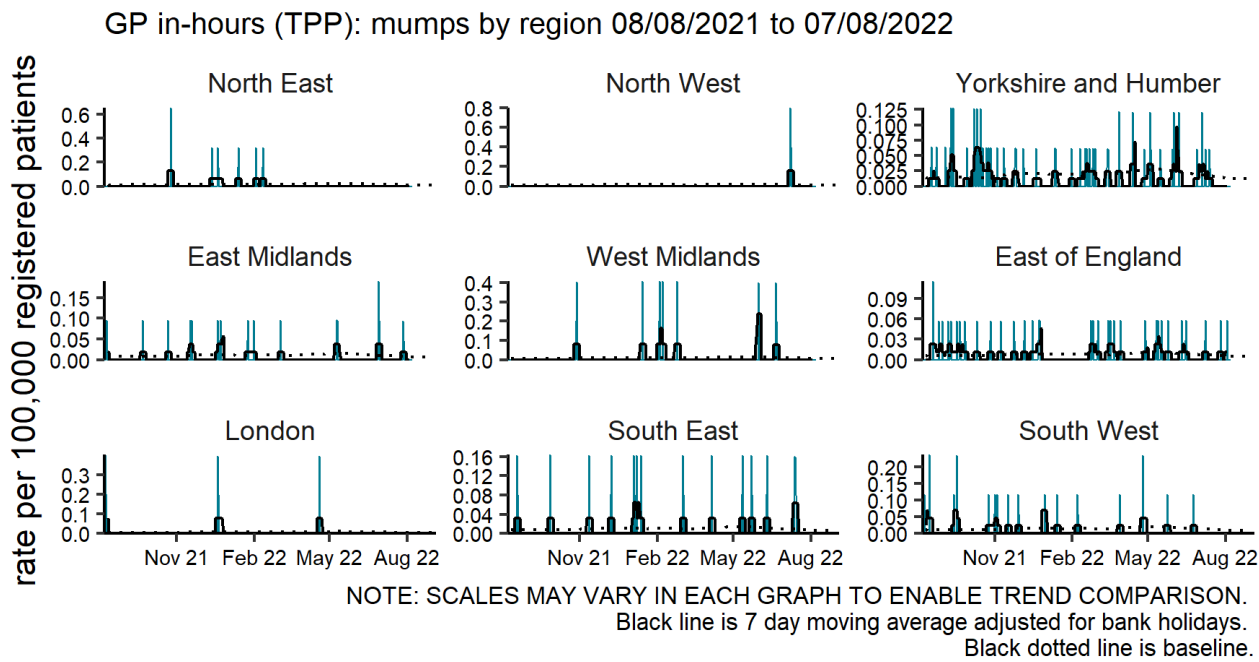 GP in-hours (TPP): mumps by region 08/08/2021 to 07/08/2022
rate per 100,000 registered patients
North East
0.6
0.4
0.2
0.0
North West
0.8
0.6
0.4
0.2
0.0
Yorkshire and Humber
0.125
0.100
0.075
0.050
0.025
0.000
East Midlands
0.15
0.10
0.05
0.00
West Midlands
0.4
0.3
0.2
0.1
0.0
East of England
0.09
0.06
0.03
0.00
London
0.3
0.2
0.1
0.0
South East
0.16
0.12
0.08
0.04
0.00
South West
0.20
0.15
0.10
0.05
0.00
Nov 21 Feb 22 May 22 Aug 22
Nov 21 Feb 22 May 22 Aug 22
Nov 21 Feb 22 May 22 Aug 22
NOTE: SCALES MAY VARY IN EACH GRAPH TO ENABLE TREND COMPARISON.
Black line is 7 day moving average adjusted for bank holidays.
Black dotted line is baseline.